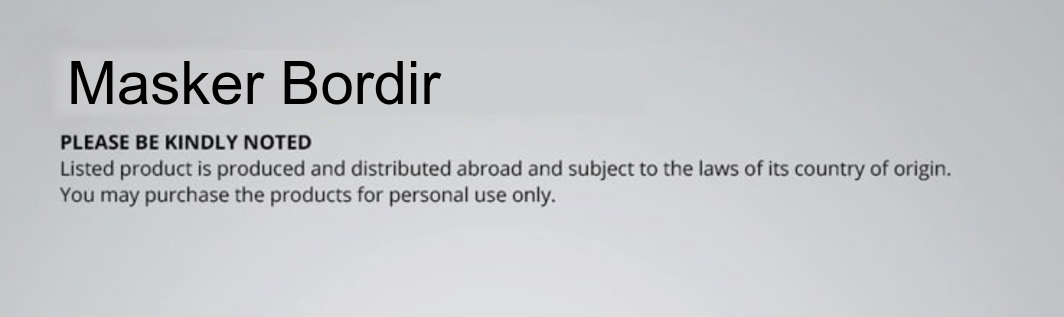 Masker Bordir
PLEASE BE KINDLY NOTED
Listed product is produced and distributed abroad and subject to the laws of its country of origin.
You may purchase the products for personal use only.